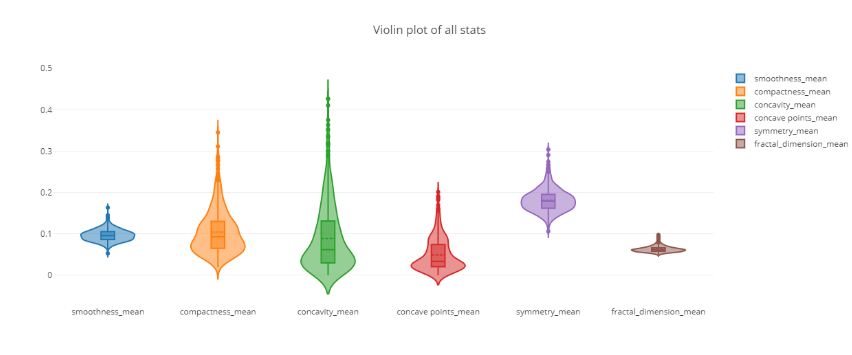 Violin plot of all stats
0.5
0.4
0.3
0.2
0.1
0
smoothness_mean
compactness_mean
concavity_mean
concave points_mean
symmetry_mean
fractal_dimension_mean
smoothness_mean
compactness_mean
concavity_mean
concave points_mean
symmetry_mean
fractal_dimension_mean